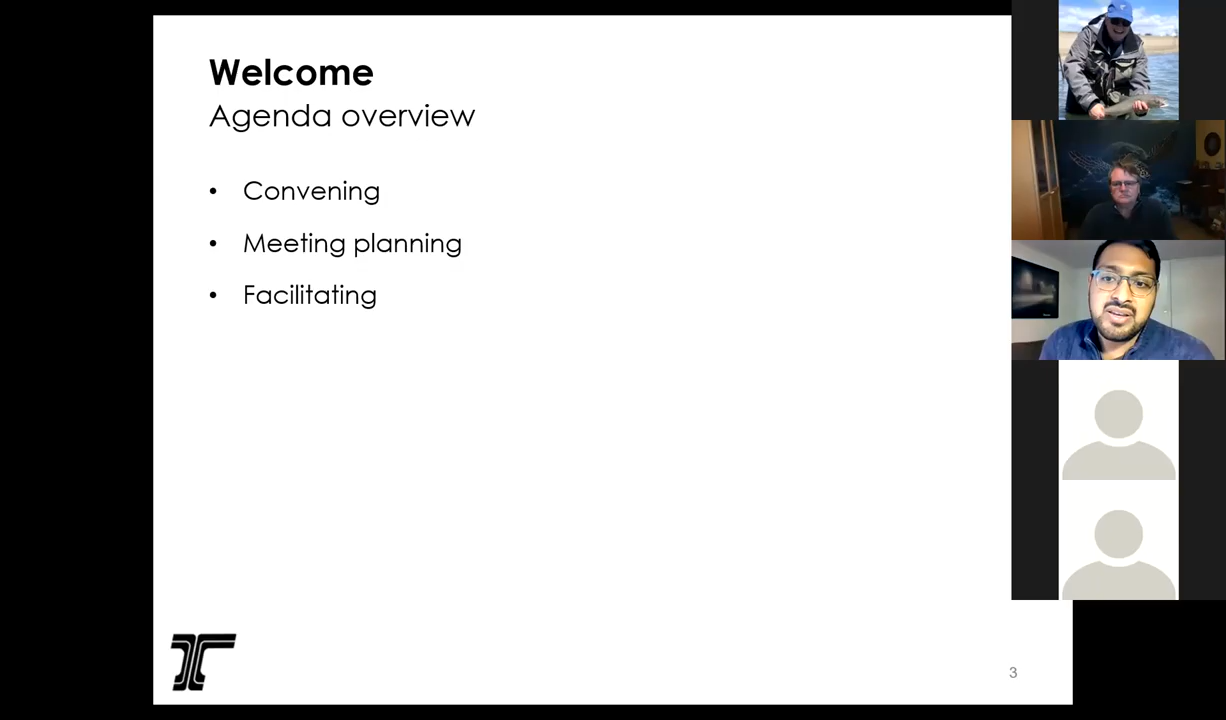 Welcome
Agenda overview
• Convening
• Meeting planning
• Facilitating
3